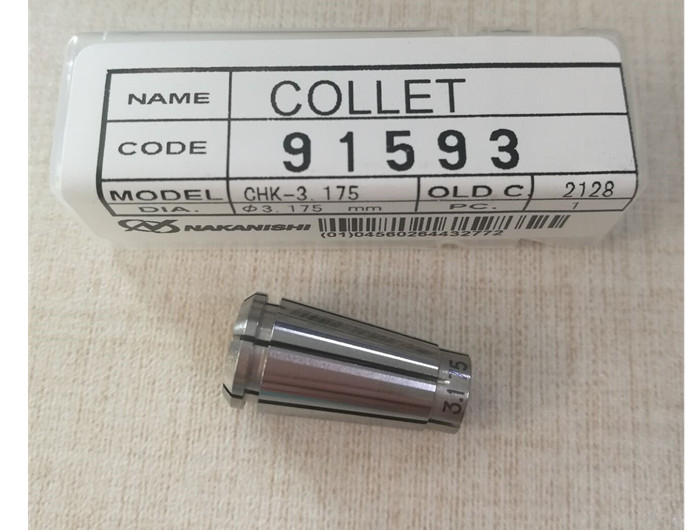 NAME COLLET
CODE 91593
MODEL CHK-3.175 OLD C. 2128
DIA. Φ3.175 mm PC. 1
NAKANISHI
(01)04560264432772
3.1 5